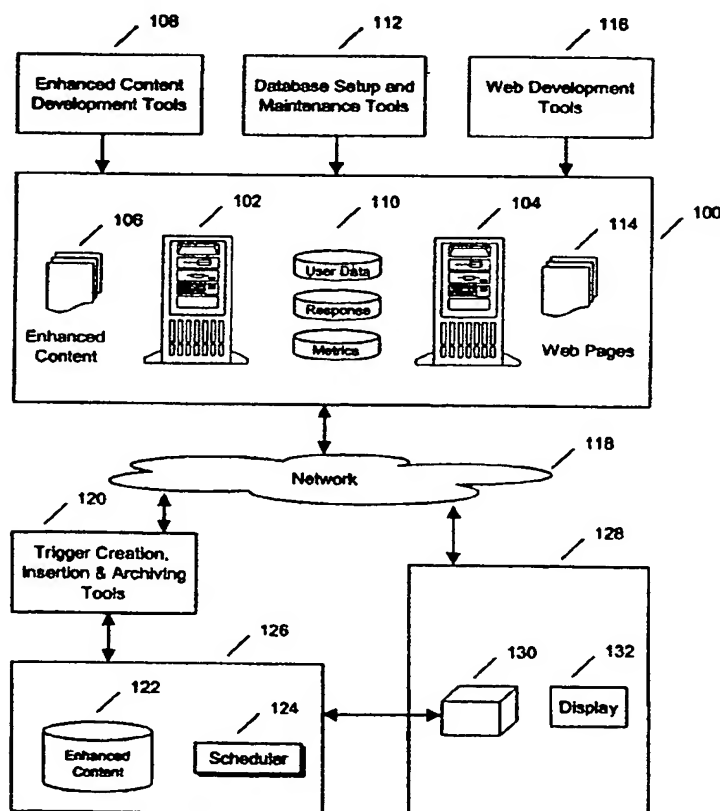 108
112
116
Enhanced Content
Development Tools
Database Setup and
Maintenance Tools
Web Development
Tools
100
106
102
110
104
114
User Data
Response
Metrics
Enhanced
Content
Web Pages
118
Network
120
Trigger Creation,
Insertion & Archiving
Tools
128
126
122
124
130
132
Enhanced
Content
Scheduler
Display